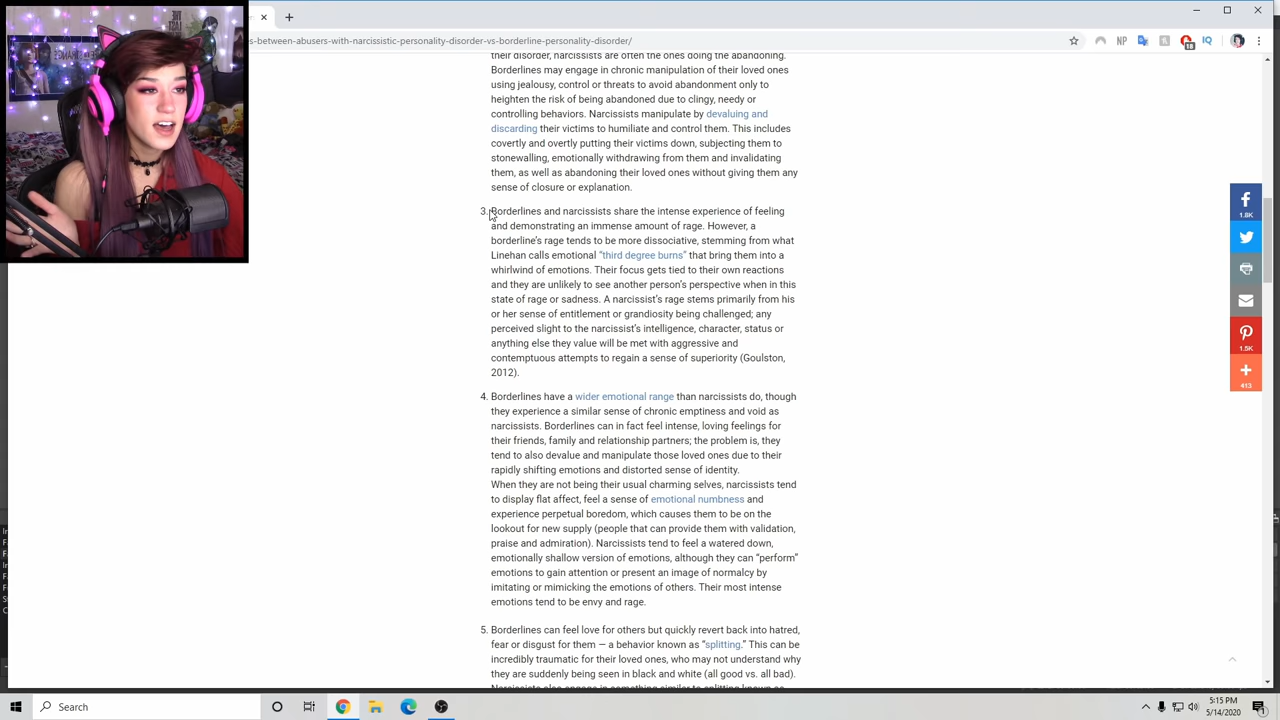 s-between-abusers-with-narcissistic-personality-disorder-vs-borderline-personality-disorder/
NP
18
IQ
their disorder, narcissists are often the ones doing the abandoning.
Borderlines may engage in chronic manipulation of their loved ones
using jealousy, control or threats to avoid abandonment only to
heighten the risk of being abandoned due to clingy, needy or
controlling behaviors. Narcissists manipulate by devaluing and
discarding their victims to humiliate and control them. This includes
covertly and overtly putting their victims down, subjecting them to
stonewalling, emotionally withdrawing from them and invalidating
them, as well as abandoning their loved ones without giving them any
sense of closure or explanation.
3. Borderlines and narcissists share the intense experience of feeling
and demonstrating an immense amount of rage. However, a
borderline's rage tends to be more dissociative, stemming from what
Linehan calls emotional “third degree burns” that bring them into a
whirlwind of emotions. Their focus gets tied to their own reactions
and they are unlikely to see another person's perspective when in this
state of rage or sadness. A narcissist's rage stems primarily from his
or her sense of entitlement or grandiosity being challenged; any
perceived slight to the narcissist's intelligence, character, status or
anything else they value will be met with aggressive and
contemptuous attempts to regain a sense of superiority (Goulston,
2012).
4. Borderlines have a wider emotional range than narcissists do, though
they experience a similar sense of chronic emptiness and void as
narcissists. Borderlines can in fact feel intense, loving feelings for
their friends, family and relationship partners; the problem is, they
tend to also devalue and manipulate those loved ones due to their
rapidly shifting emotions and distorted sense of identity.
When they are not being their usual charming selves, narcissists tend
to display flat affect, feel a sense of emotional numbness and
experience perpetual boredom, which causes them to be on the
lookout for new supply (people that can provide them with validation,
praise and admiration). Narcissists tend to feel a watered down,
emotionally shallow version of emotions, although they can “perform”
emotions to gain attention or present an image of normalcy by
imitating or mimicking the emotions of others. Their most intense
emotions tend to be envy and rage.
5. Borderlines can feel love for others but quickly revert back into hatred,
fear or disgust for them — a behavior known as “splitting.” This can be
incredibly traumatic for their loved ones, who may not understand why
they are suddenly being seen in black and white (all good vs. all bad).
Narcissists also engage in something similar to splitting known as
1.8K
1.5K
413
Search
5:15 PM
5/14/2020